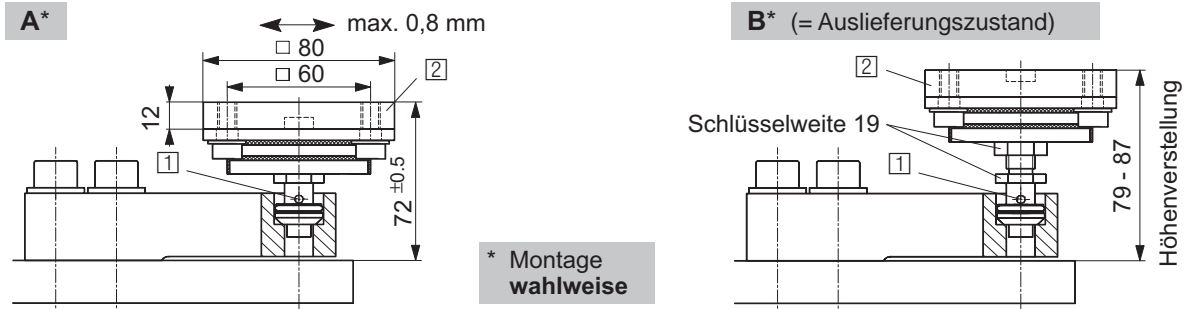 A*
max. 0,8 mm
□ 80
□ 60
2
12
1
72 ±0.5
* Montage
wahlweise
B* (= Auslieferungszustand)
2
Schlüsselweite 19
1
79 - 87
Höhenverstellung